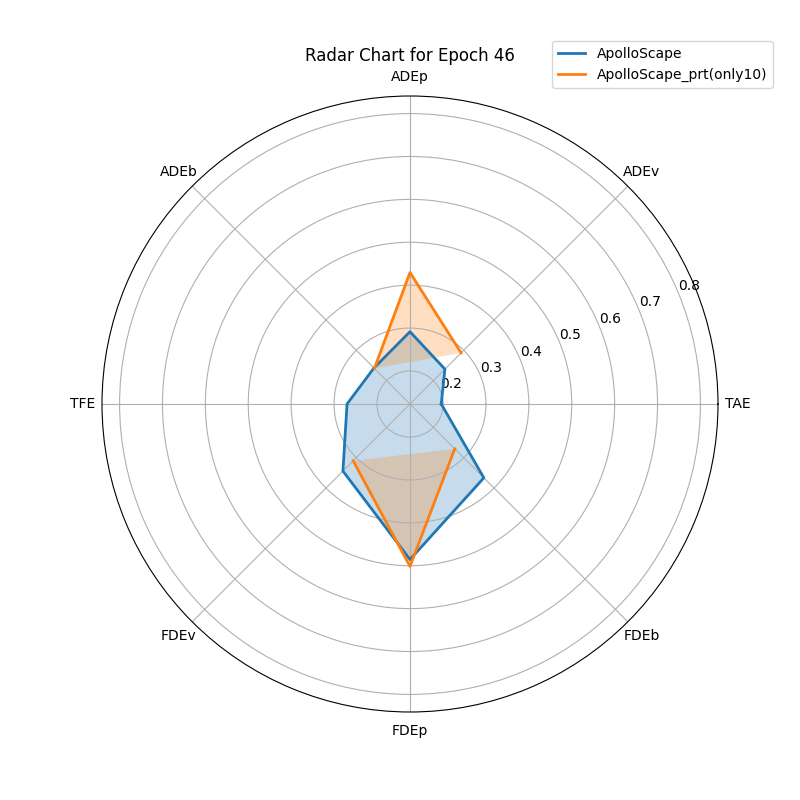 Radar Chart for Epoch 46
ApolloScape
ApolloScape_prt(only10)
ADEp
ADEb
ADEv
0.8
0.7
0.6
0.5
0.4
0.3
0.2
TFE
TAE
FDEv
FDEb
FDEp